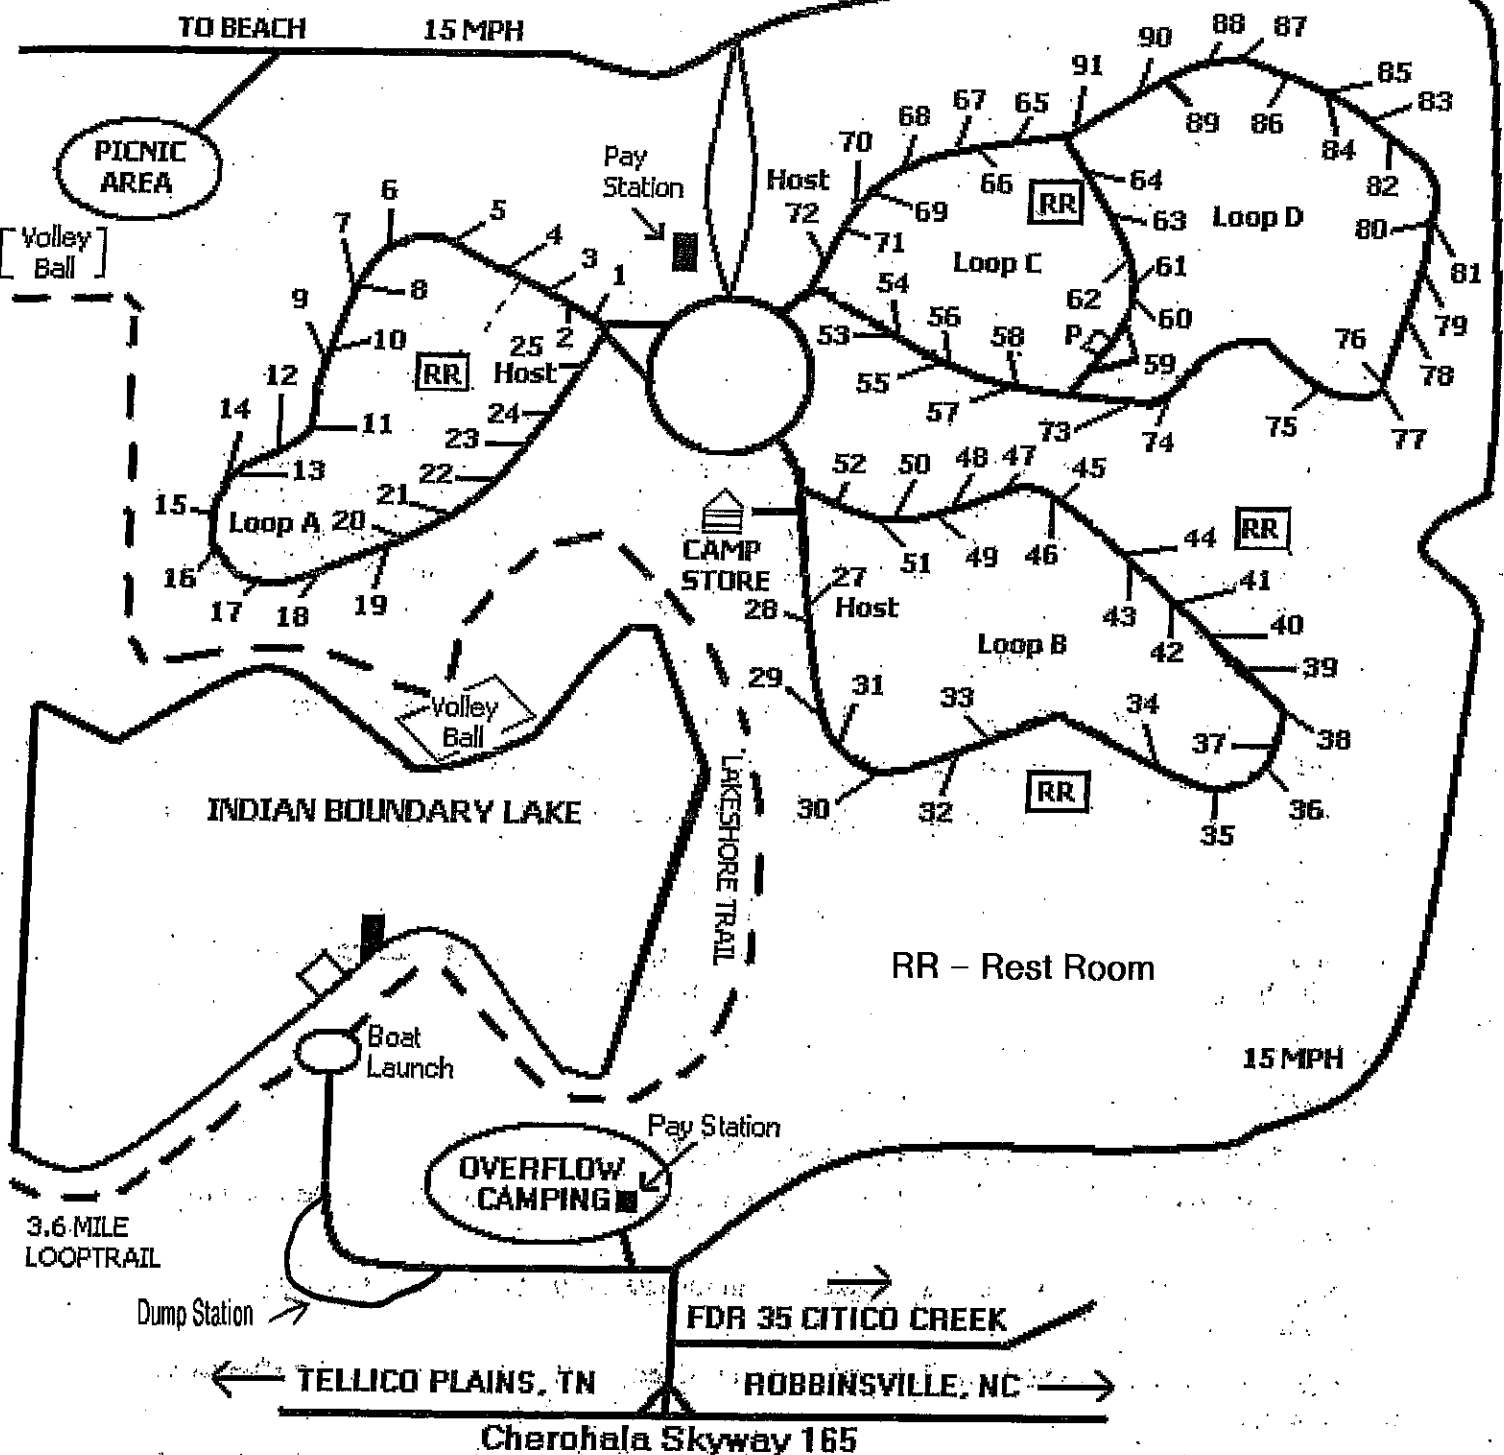 TO BEACH 15 MPH
88 87
90
91
85
83
89 86 84
82
PICNIC
AREA
Volley
Ball
Pay
Station
70 68 67 65
Host
72
66
RR
64
69
63
71
Loop D
80
81
Loop C
61
62
60
79
54
53
56
58
P
59
76
78
55
57
73
74
75
77
6
7
5
4
3
1
8
9
2
10
25
Host
RR
12
24
14
11
23
13
22
15
21
Loop A 20
16
17 18 19
CAMP
STORE
52 50 48 47 45
51 49 46
44
RR
43
41
42
40
39
27
Host
28
Loop B
29
31
33
34
37
38
30
32
RR
35
36
Volley
Ball
INDIAN BOUNDARY LAKE
LAKESHORE TRAIL
RR – Rest Room
Boat
Launch
15 MPH
Pay Station
OVERFLOW
CAMPING
3.6 MILE
LOOPTRAIL
Dump Station
FDR 35 CITICO CREEK
TELLICO PLAINS, TN ROBBINSVILLE, NC
Cherohala Skyway 165